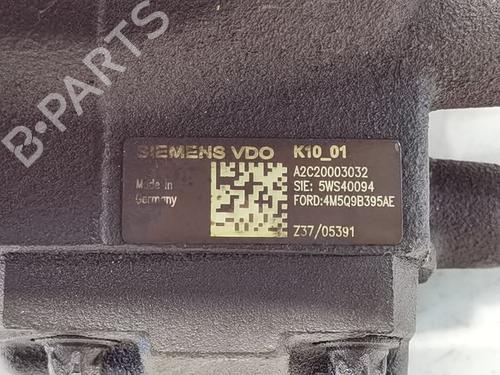 B-PARTS
SIEMENS VDO
K10_01
Made in
Germany
A2C20003032
SIE: 5WS40094
FORD:4M5Q9B395AE
Z37/05391